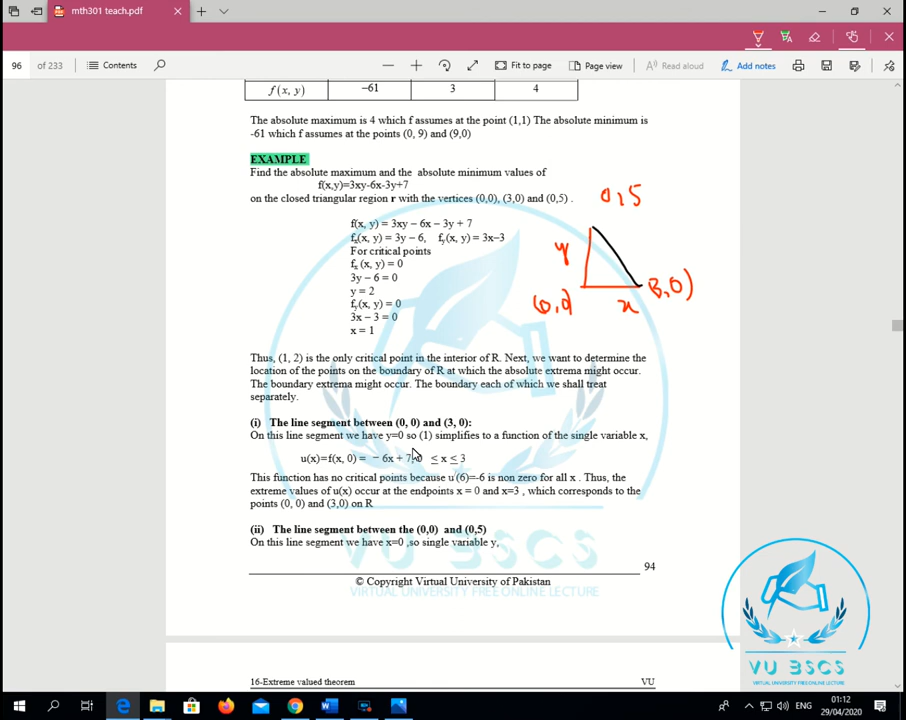 mth301 teach.pdf
96 of 233 Contents Fit to page Page view Read aloud Add notes
f(x, y) −61 3 4
The absolute maximum is 4 which f assumes at the point (1,1) The absolute minimum is
-61 which f assumes at the points (0, 9) and (9,0)
EXAMPLE
Find the absolute maximum and the absolute minimum values of
f(x,y)=3xy-6x-3y+7
on the closed triangular region r with the vertices (0,0), (3,0) and (0,5) .
0,5
f(x, y) = 3xy − 6x − 3y + 7
fx(x, y) = 3y − 6, fy(x, y) = 3x−3
For critical points
fx (x, y) = 0
3y − 6 = 0
y = 2
fy(x, y) = 0
3x − 3 = 0
x = 1
y
(0,0) x 3,0)
Thus, (1, 2) is the only critical point in the interior of R. Next, we want to determine the
location of the points on the boundary of R at which the absolute extrema might occur.
The boundary extrema might occur. The boundary each of which we shall treat
separately.
(i) The line segment between (0, 0) and (3, 0):
On this line segment we have y=0 so (1) simplifies to a function of the single variable x,
u(x)=f(x, 0) = − 6x + 7,0 ≤ x ≤ 3
This function has no critical points because u′(6)=-6 is non zero for all x . Thus, the
extreme values of u(x) occur at the endpoints x = 0 and x=3 , which corresponds to the
points (0, 0) and (3,0) on R
(ii) The line segment between the (0,0) and (0,5)
On this line segment we have x=0 ,so single variable y,
94
© Copyright Virtual University of Pakistan
VIRTUAL UNIVERSITY FREE ONLINE LECTURE
16-Extreme valued theorem VU
VU BSCS
VIRTUAL UNIVERSITY FREE ONLINE LECTURE
ENG
01:12
29/04/2020